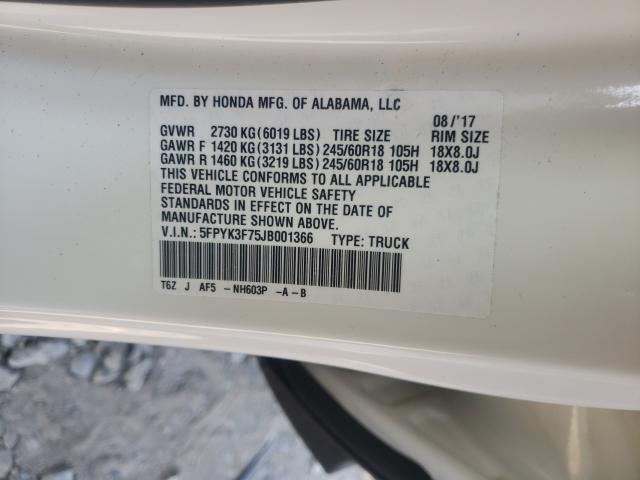 MFD. BY HONDA MFG. OF ALABAMA, LLC
08/'17
GVWR 2730 KG(6019 LBS) TIRE SIZE RIM SIZE
GAWR F 1420 KG(3131 LBS)245/60R18 105H 18X8.0J
GAWR R 1460 KG(3219 LBS)245/60R18 105H 18X8.0J
THIS VEHICLE CONFORMS TO ALL APPLICABLE
FEDERAL MOTOR VEHICLE SAFETY
STANDARDS IN EFFECT ON THE DATE OF
MANUFACTURE SHOWN ABOVE.
V.I.N.: 5FPYK3F75JB001366 TYPE: TRUCK
T6Z J AF5 -NH603P -A-B